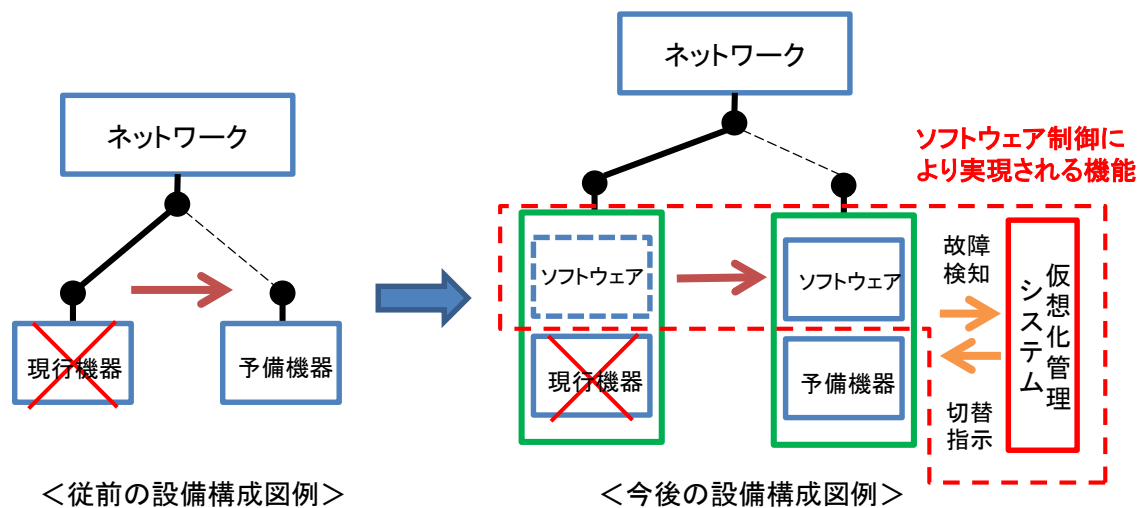 ネットワーク
現行機器
予備機器
＜従前の設備構成図例＞
ネットワーク
ソフトウェア制御に
より実現される機能
ソフトウェア
現行機器
ソフトウェア
予備機器
故障
検知
切替
指示
仮想化管理
システム
＜今後の設備構成図例＞